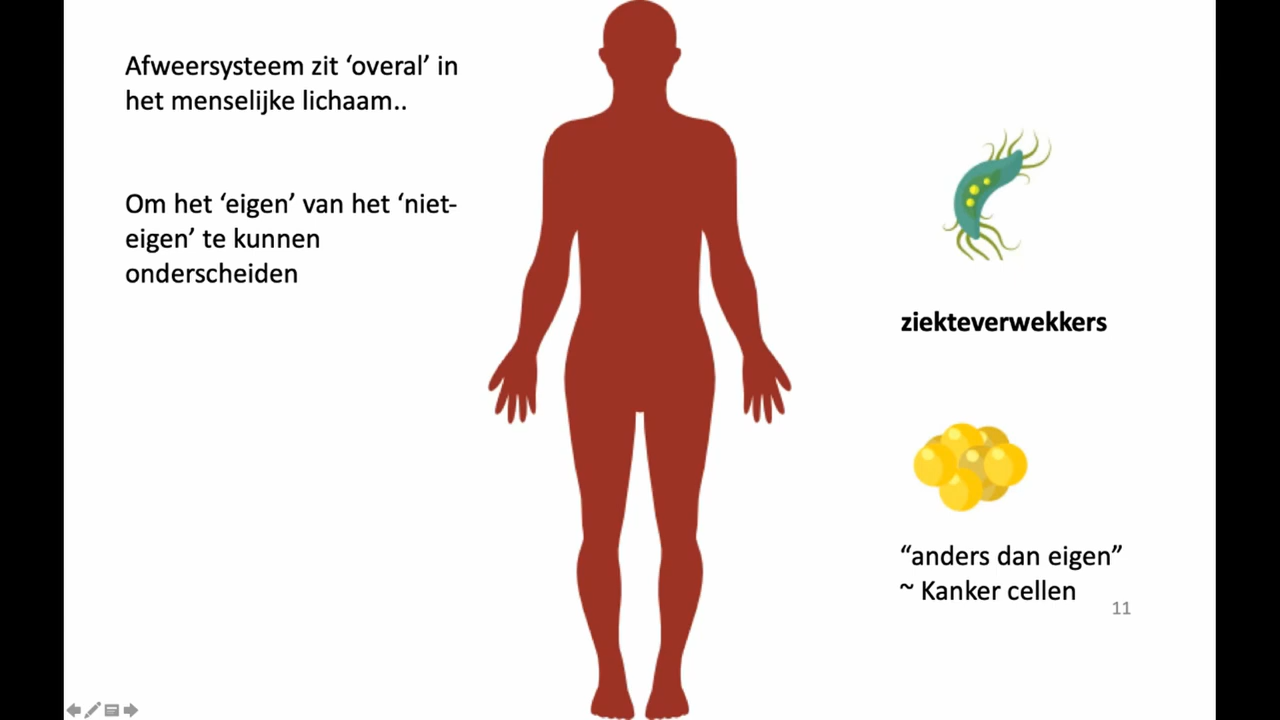 Afweersysteem zit ‘overal’ in
het menselijke lichaam..
Om het ‘eigen’ van het ‘niet-
eigen’ te kunnen
onderscheiden
ziekteverwekkers
“anders dan eigen”
~ Kanker cellen
11